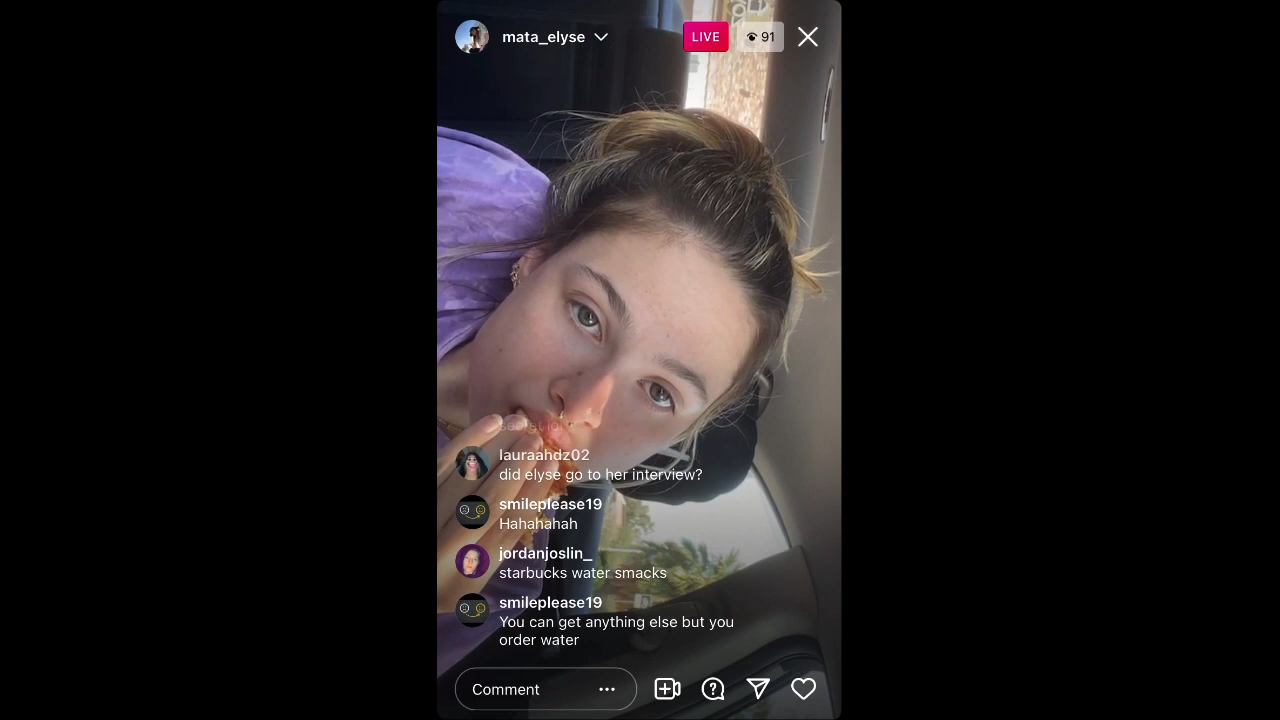 mata_elyse
LIVE
91
lauraahdz02
did elyse go to her interview?
smileplease19
Hahahahah
jordanjoslin_
starbucks water smacks
smileplease19
You can get anything else but you
order water
Comment